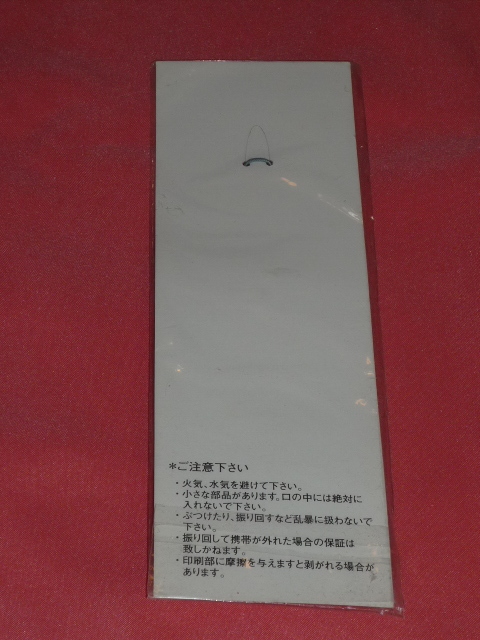 ＊ご注意下さい
・火気、水気を避けて下さい。
・小さな部品があります。口の中には絶対に
入れないで下さい。
・ぶつけたり、振り回すなど乱暴に扱わないで
下さい。
・振り回して携帯が外れた場合の保証は
致しかねます。
・印刷部に摩擦を与えますと剥がれる場合が
あります。